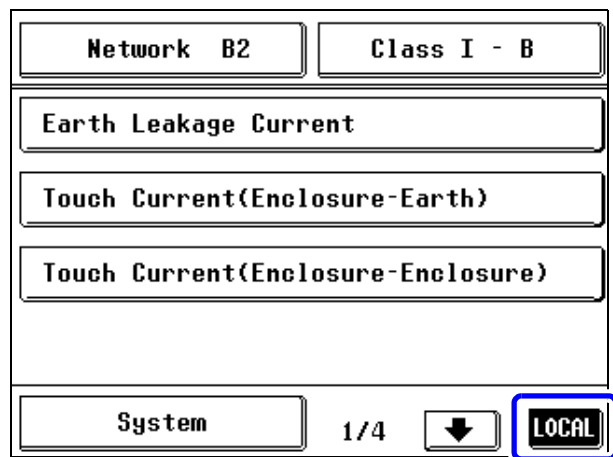 Network B2 Class I - B
Earth Leakage Current
Touch Current(Enclosure-Earth)
Touch Current(Enclosure-Enclosure)
System 1/4 LOCAL